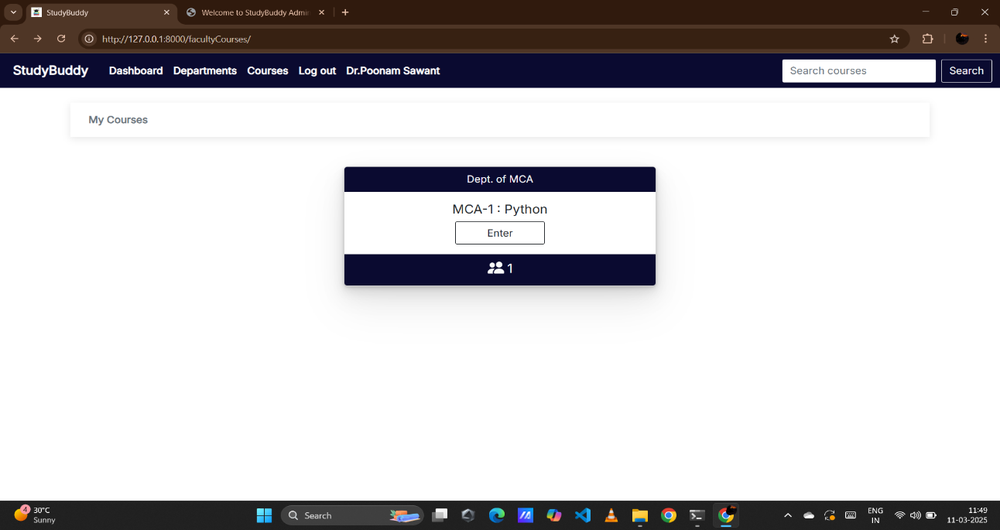 StudyBuddy
Welcome to StudyBuddy Admin
http://127.0.0.1:8000/facultyCourses/
StudyBuddy Dashboard Departments Courses Log out Dr.Poonam Sawant Search courses Search
My Courses
Dept. of MCA
MCA-1 : Python
Enter
1
4
30°C
Sunny
Search
ENG
IN
11:49
11-03-2025